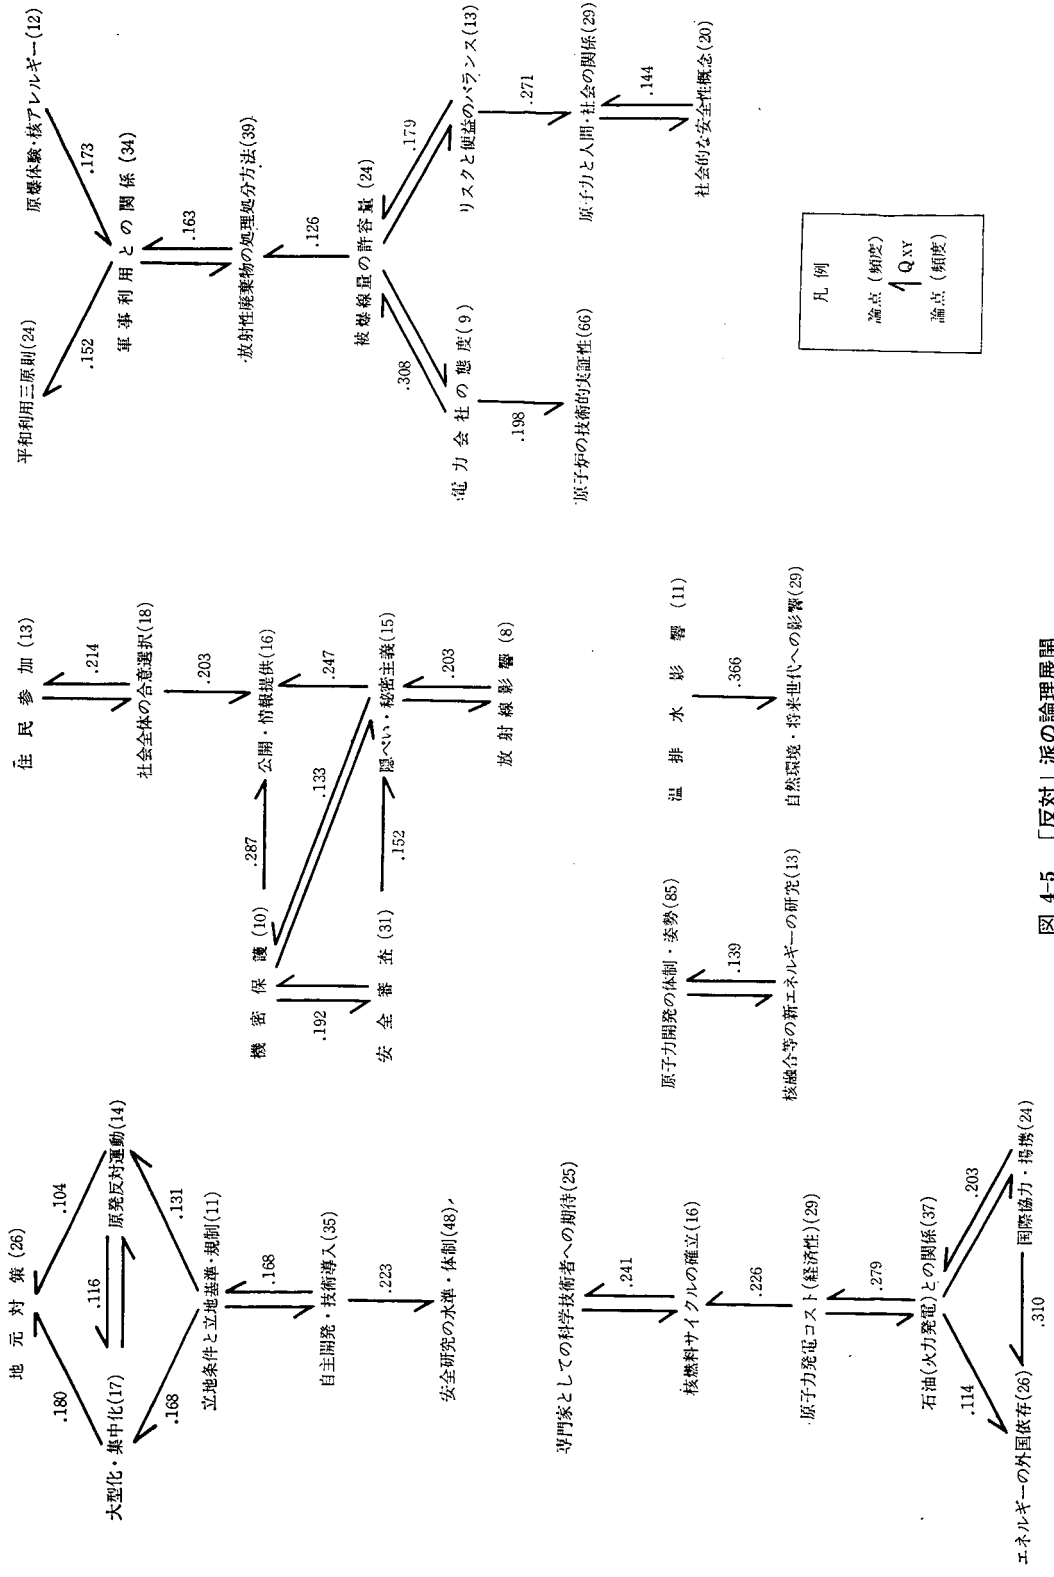 地元対策(26)
.180
.104
大型化・集中化(17)
.116
原発反対運動(14)
.168
.131
立地条件と立地基準・規制(11)
.168
自主開発・技術導入(35)
.223
安全研究の水準・体制(48)
専門家としての科学技術者への期待(25)
.241
核燃料サイクルの確立(16)
.226
原子力発電コスト(経済性)(29)
.279
石油(火力発電)との関係(37)
.114
.203
エネルギーの外国依存(26)
.310
国際協力・提携(24)
住民参加(13)
.214
社会全体の合意選択(18)
.203
機密保護(10)
.287
公開・情報提供(16)
.192
.133
.247
安全審査(31)
.152
隠ぺい・秘密主義(15)
.203
放射線影響(8)
原子力開発の体制・姿勢(85)
.139
核融合等の新エネルギーの研究(13)
温排水影響(11)
.366
自然環境・将来世代への影響(29)
平和利用三原則(24)
原爆体験・核アレルギー(12)
.152
.173
軍事利用との関係(34)
.163
放射性廃棄物の処理処分方法(39)
.126
被爆線量の許容量(24)
.308
.179
電力会社の態度(9)
リスクと便益のバランス(13)
.198
.271
原子炉の技術的実証性(66)
原子力と人間・社会の関係(29)
.144
社会的な安全性概念(20)
凡例
論点(頻度)
QXY
論点(頻度)
図 4-5 「反対」派の論理展開